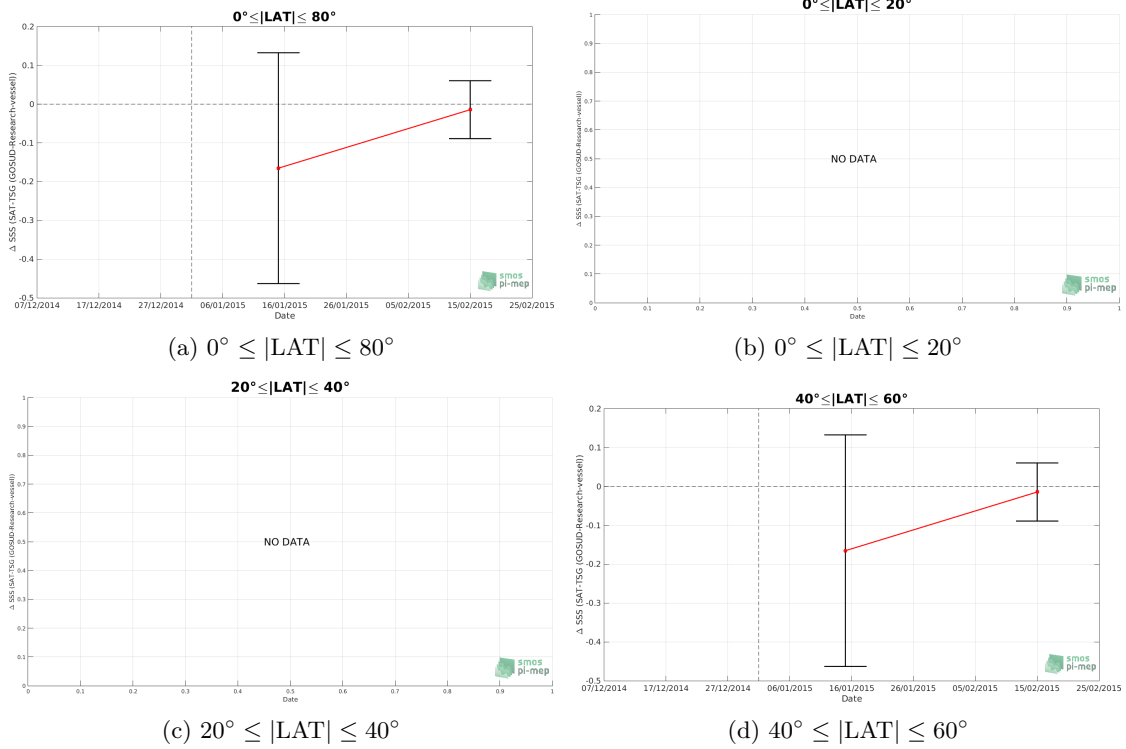 0°≤|LAT|≤ 80°
Δ SSS (SAT-TSG (GOSUD-Research-vessel))
0.2
0.1
0
-0.1
-0.2
-0.3
-0.4
-0.5
07/12/2014 17/12/2014 27/12/2014 06/01/2015 16/01/2015 26/01/2015 05/02/2015 15/02/2015 25/02/2015
Date
smos
pi-mep
(a) 0° ≤ |LAT| ≤ 80°
0°≤|LAT|≤ 20°
Δ SSS (SAT-TSG (GOSUD-Research-vessel))
1
0.9
0.8
0.7
0.6
0.5
0.4
0.3
0.2
0.1
0
NO DATA
0 0.1 0.2 0.3 0.4 0.5 0.6 0.7 0.8 0.9 1
Date
smos
pi-mep
(b) 0° ≤ |LAT| ≤ 20°
20°≤|LAT|≤ 40°
Δ SSS (SAT-TSG (GOSUD-Research-vessel))
1
0.9
0.8
0.7
0.6
0.5
0.4
0.3
0.2
0.1
0
NO DATA
0 0.1 0.2 0.3 0.4 0.5 0.6 0.7 0.8 0.9 1
Date
smos
pi-mep
(c) 20° ≤ |LAT| ≤ 40°
40°≤|LAT|≤ 60°
Δ SSS (SAT-TSG (GOSUD-Research-vessel))
0.2
0.1
0
-0.1
-0.2
-0.3
-0.4
-0.5
07/12/2014 17/12/2014 27/12/2014 06/01/2015 16/01/2015 26/01/2015 05/02/2015 15/02/2015 25/02/2015
Date
smos
pi-mep
(d) 40° ≤ |LAT| ≤ 60°